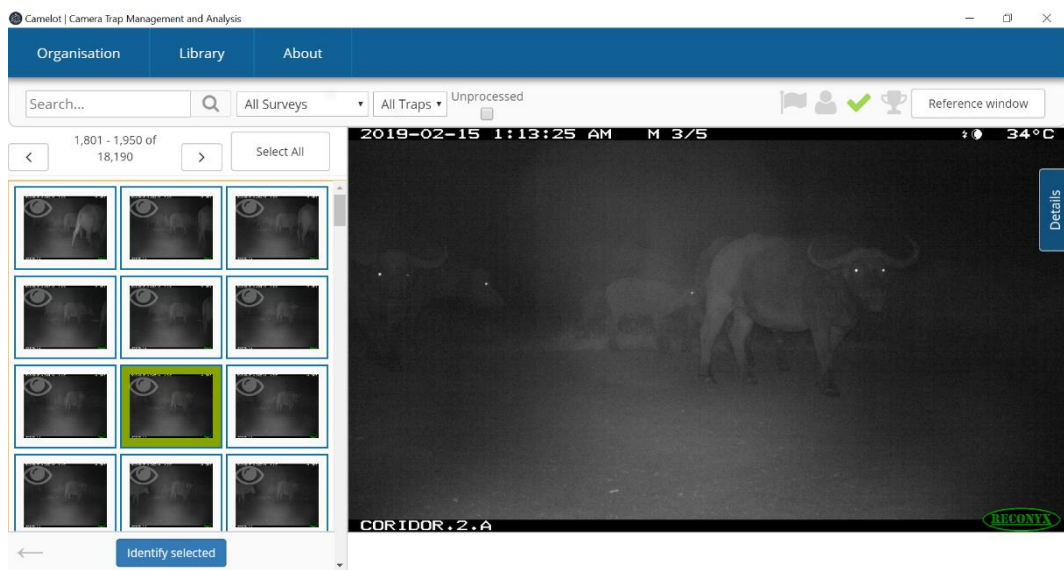 Camelot | Camera Trap Management and Analysis
Organisation Library About
Search... All Surveys All Traps Unprocessed Reference window
1,801 - 1,950 of
18,190
Select All
2019-02-15 1:13:25 AM M 3/5 34°C
Details
CORIDOR.2.A
RECONYX
Identify selected